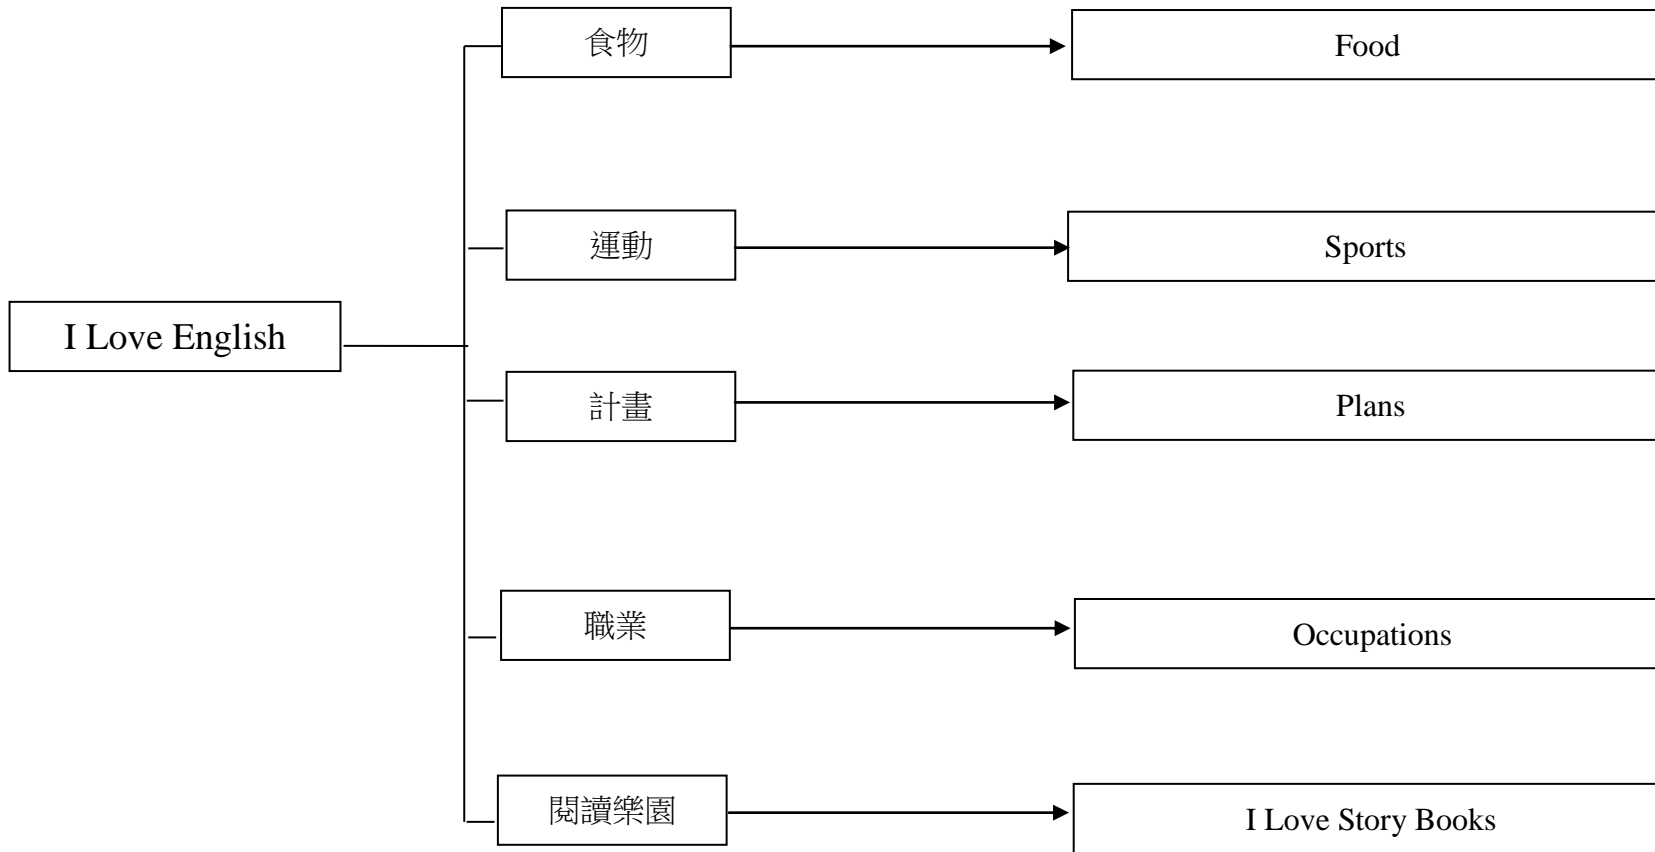 食物
Food
運動
Sports
I Love English
計畫
Plans
職業
Occupations
閱讀樂園
I Love Story Books